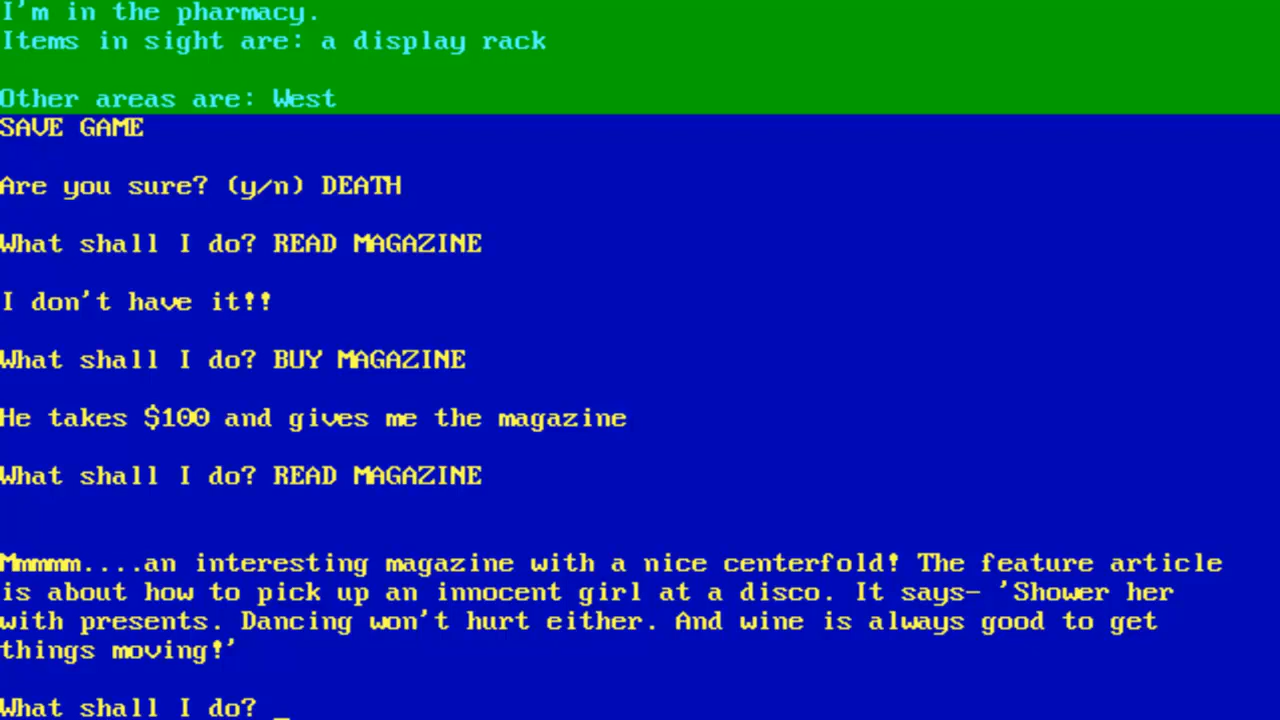 I'm in the pharmacy.
Items in sight are: a display rack
Other areas are: West
SAVE GAME
Are you sure? (y/n) DEATH
What shall I do? READ MAGAZINE
I don't have it!!
What shall I do? BUY MAGAZINE
He takes $100 and gives me the magazine
What shall I do? READ MAGAZINE
Mmmmm....an interesting magazine with a nice centerfold! The feature article
is about how to pick up an innocent girl at a disco. It says- 'Shower her
with presents. Dancing won't hurt either. And wine is always good to get
things moving!'
What shall I do? _